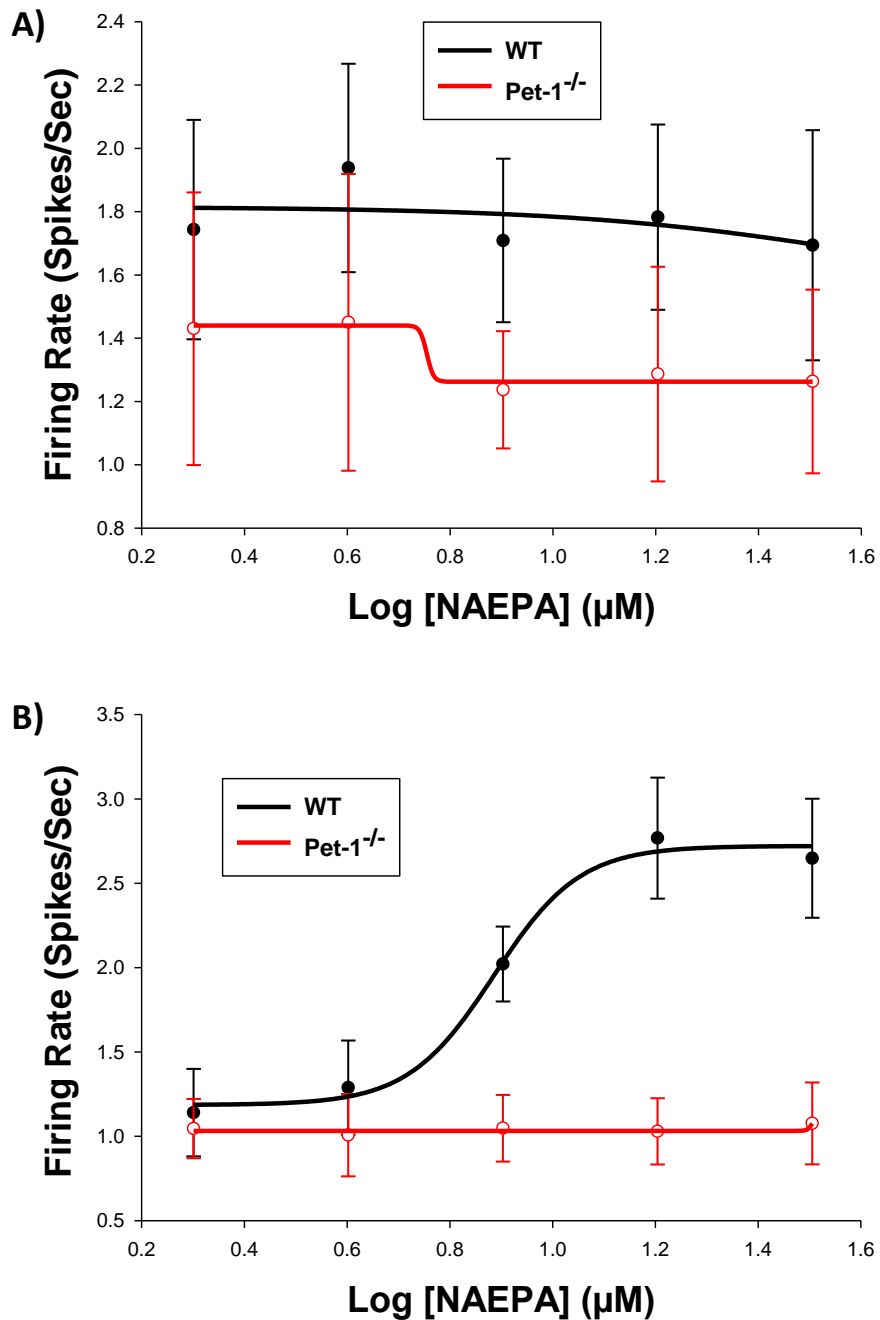 A)
2.4
2.2
2.0
1.8
1.6
1.4
1.2
1.0
0.8
Firing Rate (Spikes/Sec)
WT
Pet-1-/-
0.2 0.4 0.6 0.8 1.0 1.2 1.4 1.6
Log [NAEPA] (µM)
B)
3.5
3.0
2.5
2.0
1.5
1.0
0.5
Firing Rate (Spikes/Sec)
WT
Pet-1-/-
0.2 0.4 0.6 0.8 1.0 1.2 1.4 1.6
Log [NAEPA] (µM)